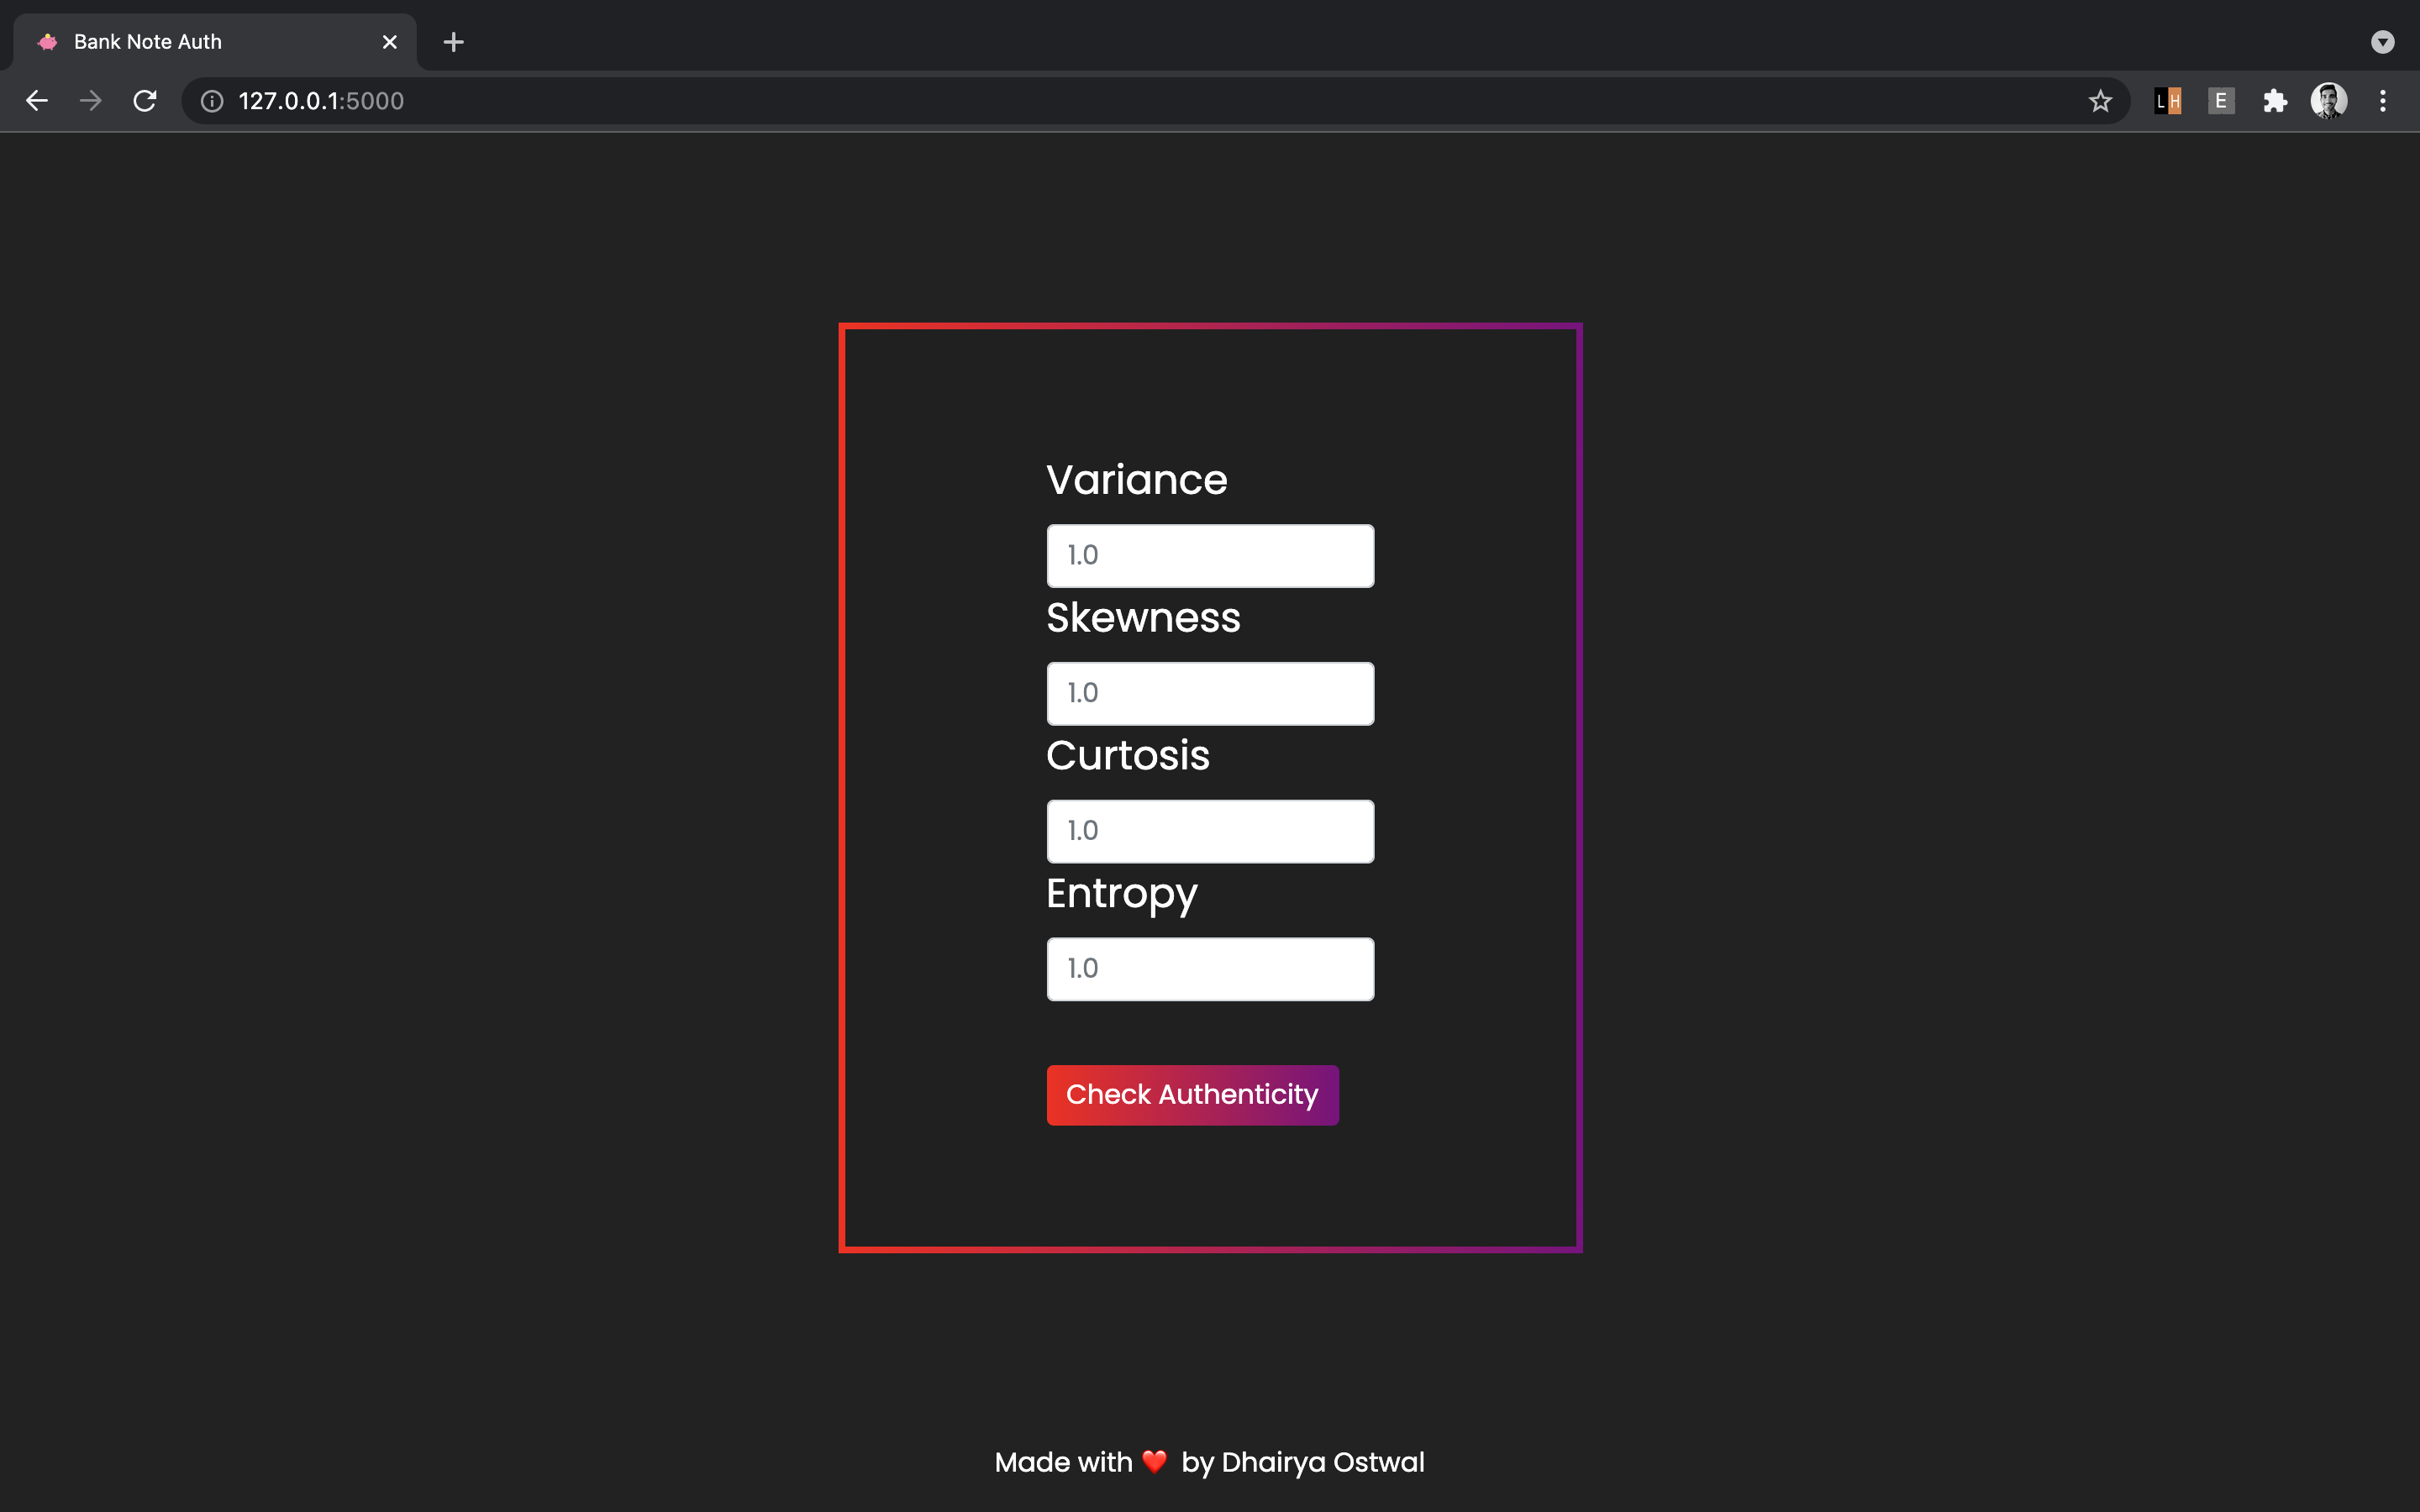 Bank Note Auth
127.0.0.1:5000
LH
E
Variance
1.0
Skewness
1.0
Curtosis
1.0
Entropy
1.0
Check Authenticity
Made with ❤️ by Dhairya Ostwal